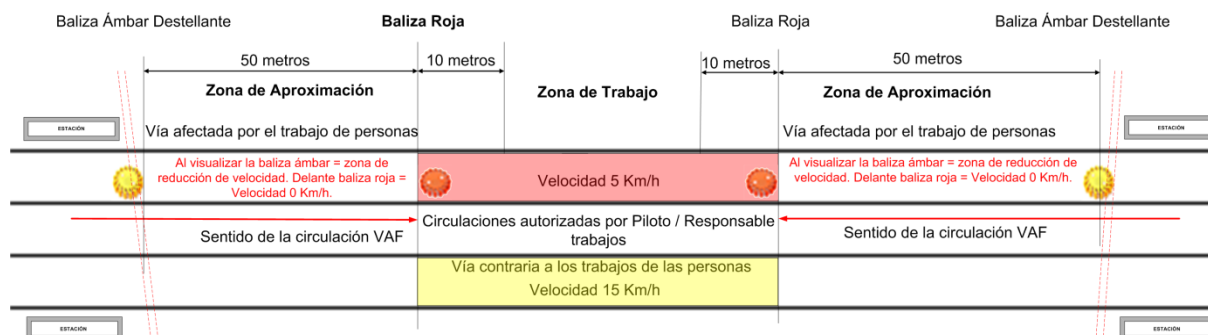 Baliza Ámbar Destellante
Baliza Roja
Baliza Roja
Baliza Ámbar Destellante
50 metros
10 metros
10 metros
50 metros
Zona de Aproximación
Zona de Trabajo
Zona de Aproximación
ESTACIÓN
ESTACIÓN
Vía afectada por el trabajo de personas
Vía afectada por el trabajo de personas
Al visualizar la baliza ámbar = zona de
reducción de velocidad. Delante baliza roja =
Velocidad 0 Km/h.
Velocidad 5 Km/h
Al visualizar la baliza ámbar = zona de reducción de
velocidad. Delante baliza roja = Velocidad 0 Km/h.
Sentido de la circulación VAF
Circulaciones autorizadas por Piloto / Responsable
trabajos
Sentido de la circulación VAF
Vía contraria a los trabajos de las personas
Velocidad 15 Km/h
ESTACIÓN
ESTACIÓN